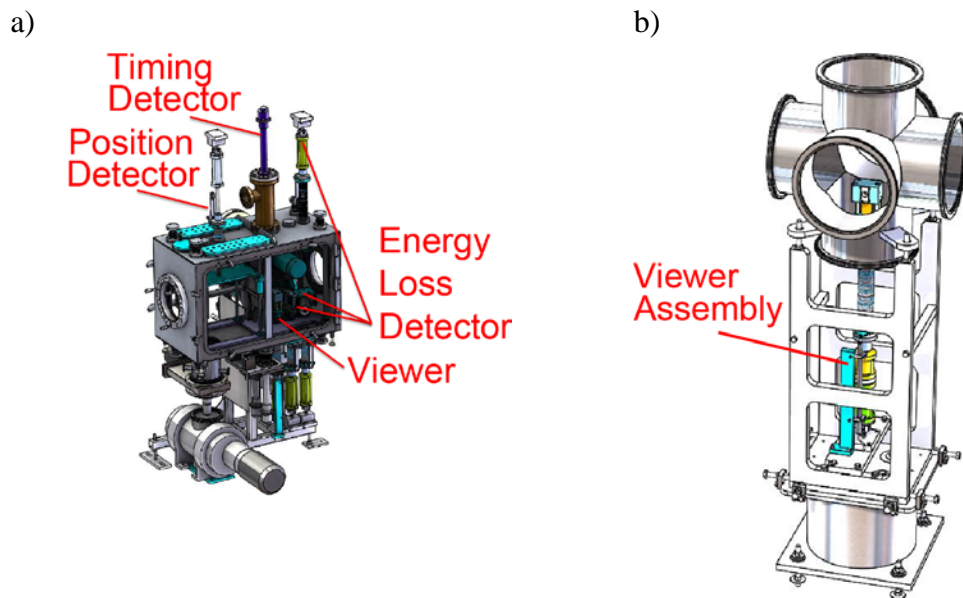 a)
Timing
Detector
Position
Detector
Energy
Loss
Detector
Viewer
b)
Viewer
Assembly